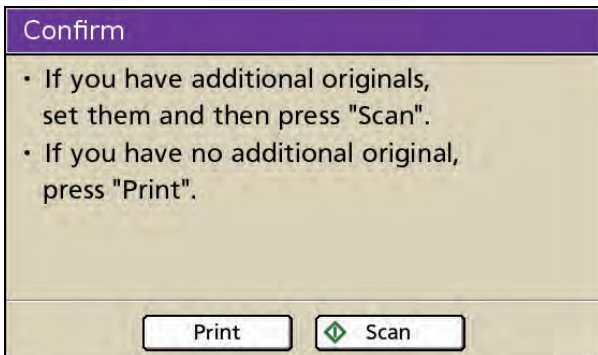 Confirm
· If you have additional originals,
set them and then press "Scan".
· If you have no additional original,
press "Print".
Print
Scan